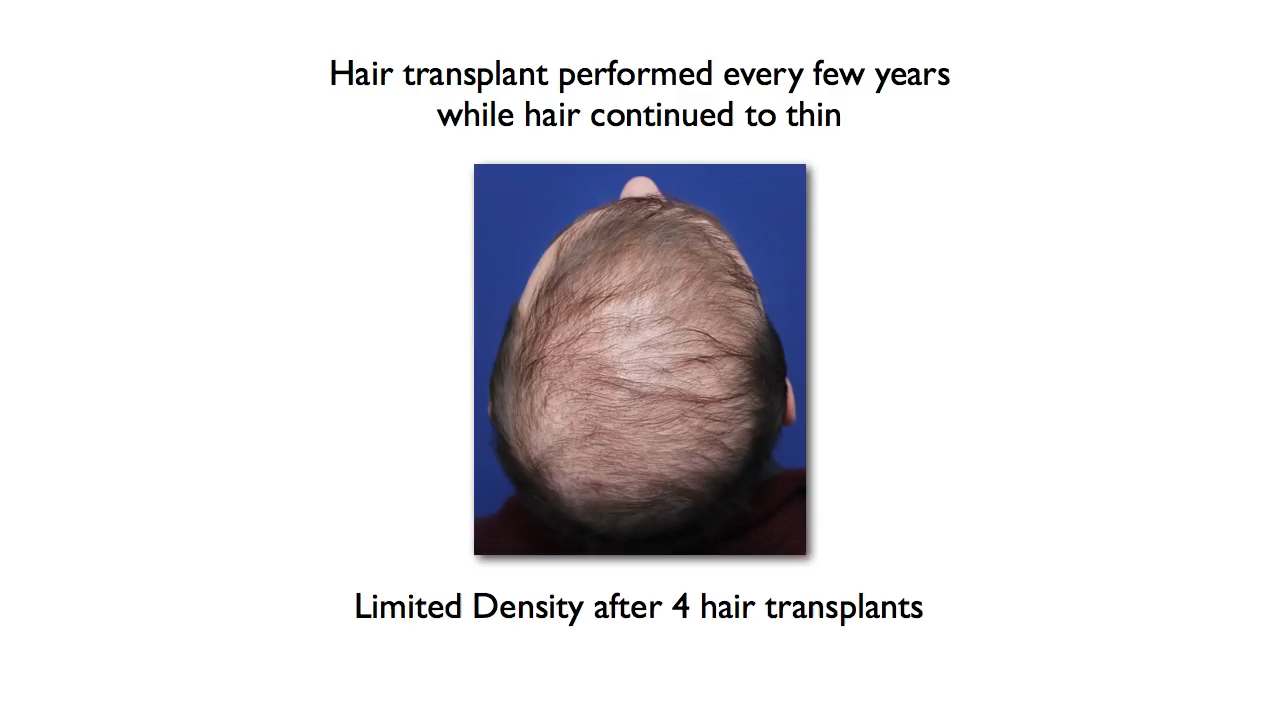 Hair transplant performed every few years
while hair continued to thin
Limited Density after 4 hair transplants